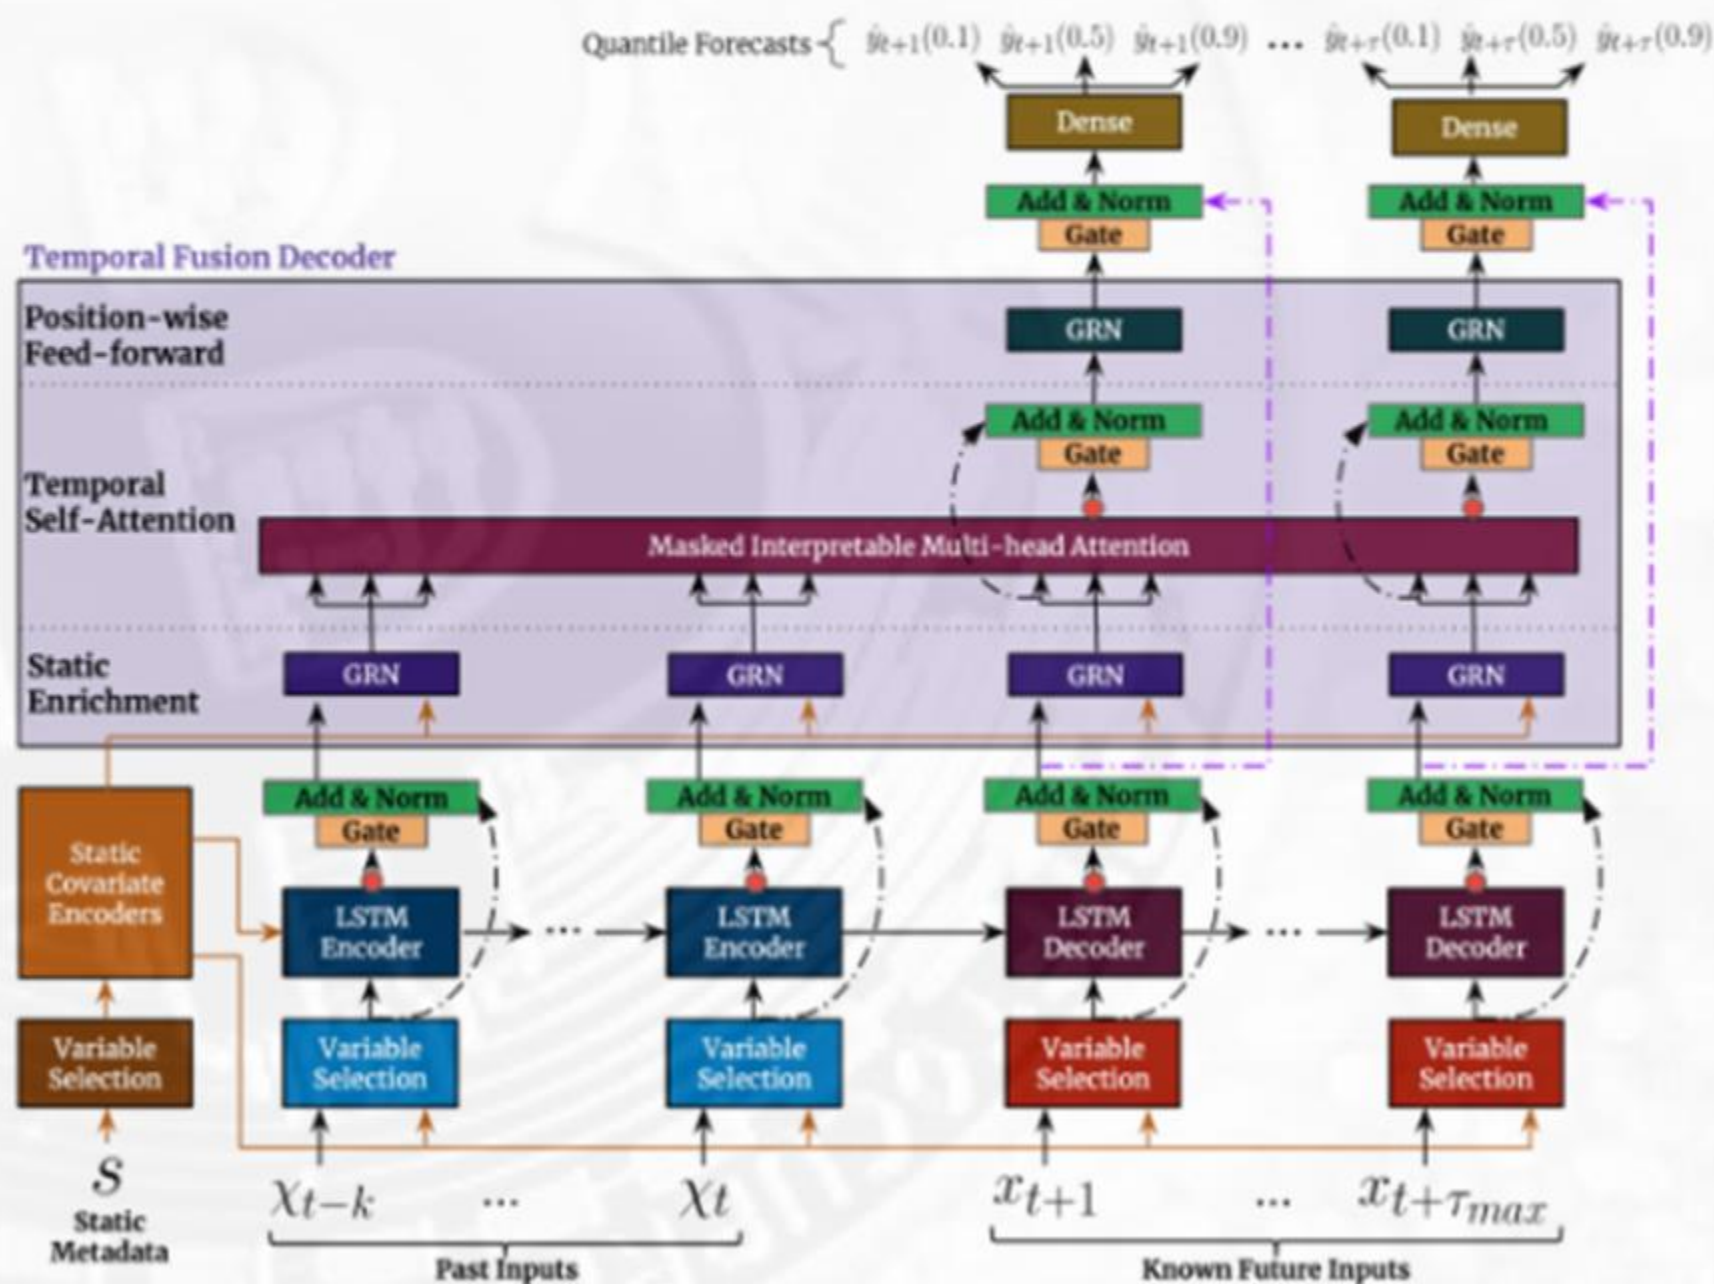 Quantile Forecasts { ŷt+1(0.1) ŷt+1(0.5) ŷt+1(0.9) ... ŷt+τ(0.1) ŷt+τ(0.5) ŷt+τ(0.9)
Dense Dense
Add & Norm Add & Norm
Gate Gate
Temporal Fusion Decoder
Position-wise
Feed-forward
GRN GRN
Add & Norm Add & Norm
Gate Gate
Temporal
Self-Attention
Masked Interpretable Multi-head Attention
Static
Enrichment
GRN GRN GRN GRN
Add & Norm Add & Norm Add & Norm Add & Norm
Gate Gate Gate Gate
Static
Covariate
Encoders
LSTM
Encoder
...
LSTM
Encoder
LSTM
Decoder
...
LSTM
Decoder
Variable
Selection
Variable
Selection
Variable
Selection
Variable
Selection
Variable
Selection
s
Static
Metadata
χt−k ... χt
Past Inputs
xt+1 ... xt+τmax
Known Future Inputs